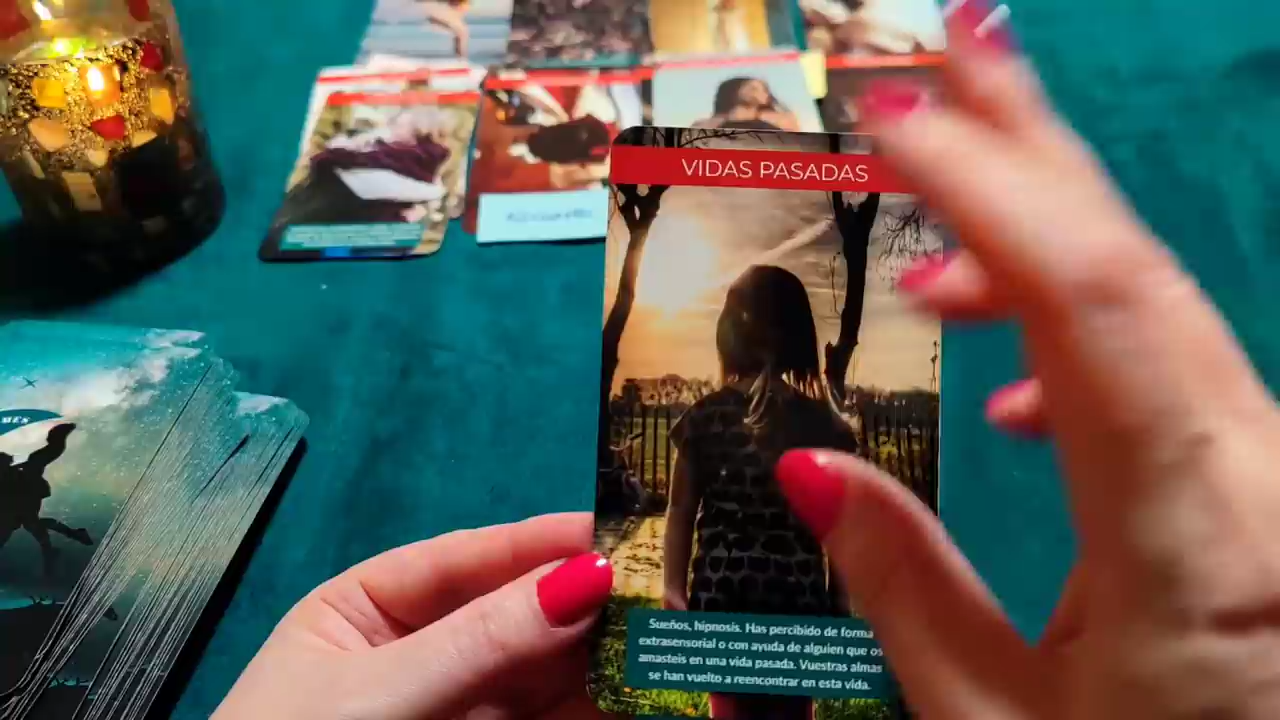 VIDAS PASADAS
Sueños, hipnosis. Has percibido de forma
extrasensorial o con ayuda de alguien que os
amasteis en una vida pasada. Vuestras almas
se han vuelto a reencontrar en esta vida.